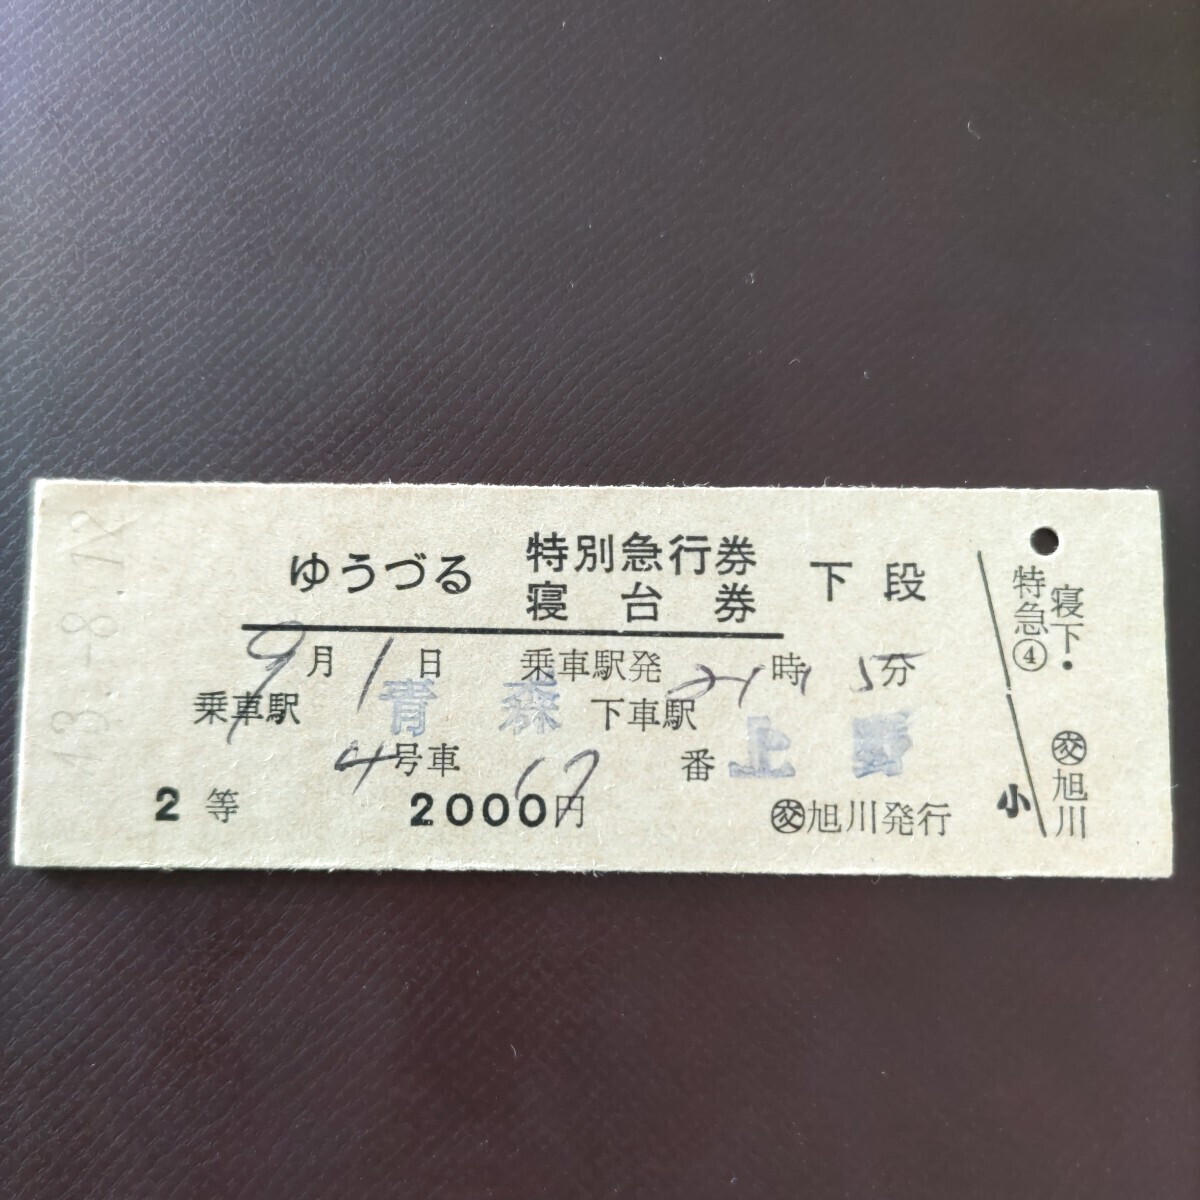 ゆうづる 特別急行券 下段
寝台券
9月1日 乗車駅発 21時 5分
乗車駅 青森 下車駅 上野
4号車 17番
2等 2000円 ㊋旭川発行
小
特急④
寝下・
旭川
43.-8.12